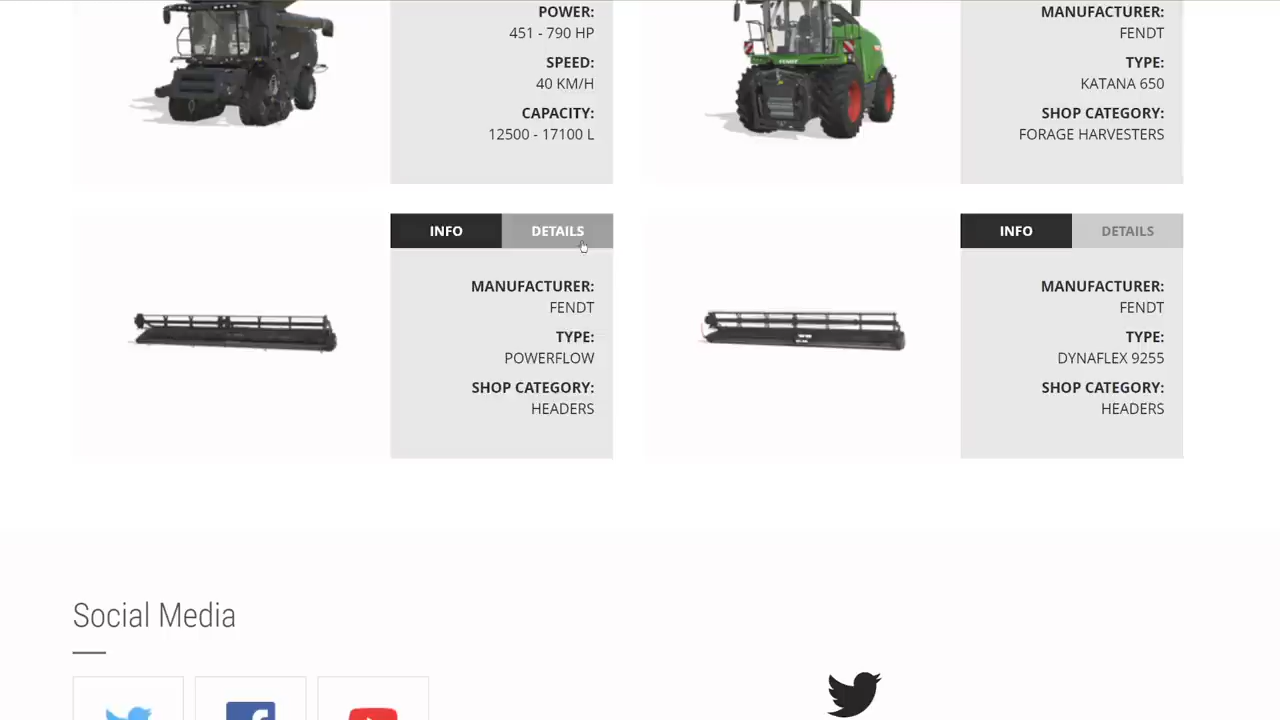 POWER:
451 - 790 HP
SPEED:
40 KM/H
CAPACITY:
12500 - 17100 L
MANUFACTURER:
FENDT
TYPE:
KATANA 650
SHOP CATEGORY:
FORAGE HARVESTERS
INFO DETAILS
MANUFACTURER:
FENDT
TYPE:
POWERFLOW
SHOP CATEGORY:
HEADERS
INFO DETAILS
MANUFACTURER:
FENDT
TYPE:
DYNAFLEX 9255
SHOP CATEGORY:
HEADERS
Social Media